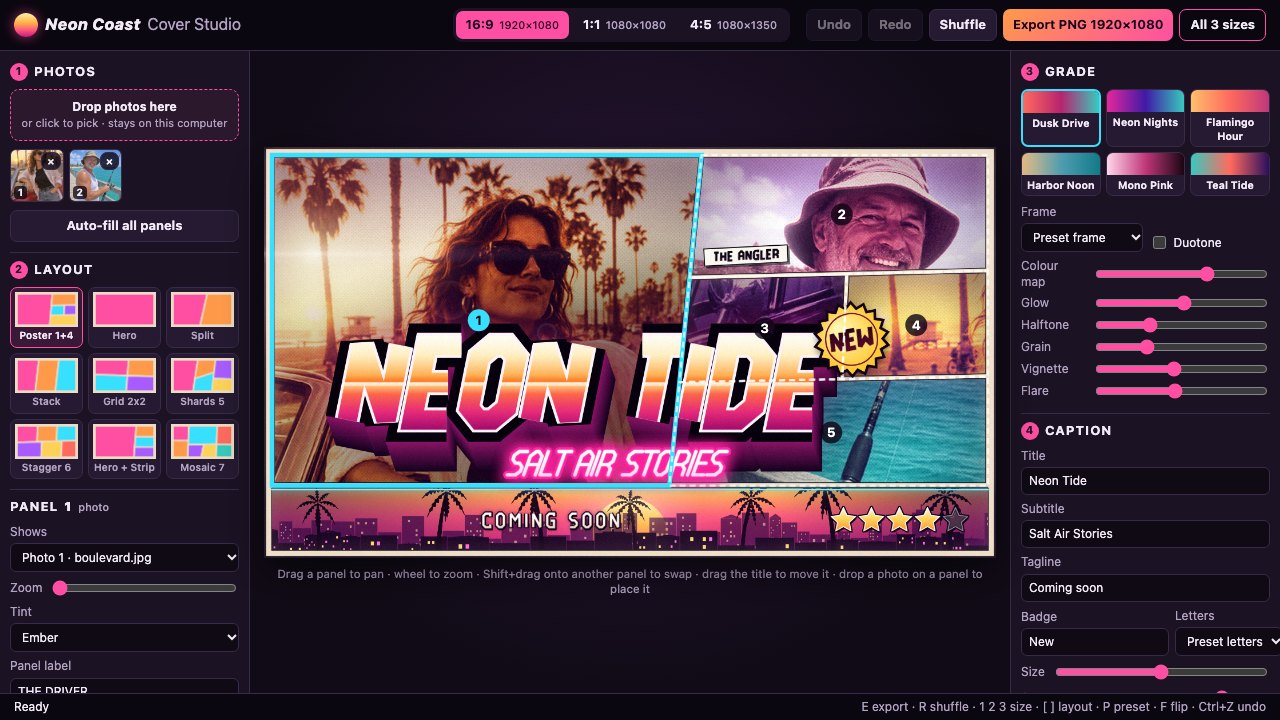 Neon Coast Cover Studio
16:9 1920×1080
1:1 1080×1080
4:5 1080×1350
Undo
Redo
Shuffle
Export PNG 1920×1080
All 3 sizes
1 PHOTOS
Drop photos here
or click to pick · stays on this computer
1 ×
2 ×
Auto-fill all panels
2 LAYOUT
Poster 1+4
Hero
Split
Stack
Grid 2x2
Shards 5
Stagger 6
Hero + Strip
Mosaic 7
PANEL 1 photo
Shows
Photo 1 · boulevard.jpg
Zoom
Tint
Ember
Panel label
THE DRIVER
1
2
THE ANGLER
3
NEW
4
NEON TIDE
5
SALT AIR STORIES
COMING SOON
Drag a panel to pan · wheel to zoom · Shift+drag onto another panel to swap · drag the title to move it · drop a photo on a panel to
place it
3 GRADE
Dusk Drive
Neon Nights
Flamingo
Hour
Harbor Noon
Mono Pink
Teal Tide
Frame
Preset frame
Duotone
Colour
map
Glow
Halftone
Grain
Vignette
Flare
4 CAPTION
Title
Neon Tide
Subtitle
Salt Air Stories
Tagline
Coming soon
Badge
Letters
New
Preset letters
Size
Ready
E export · R shuffle · 1 2 3 size · [ ] layout · P preset · F flip · Ctrl+Z undo